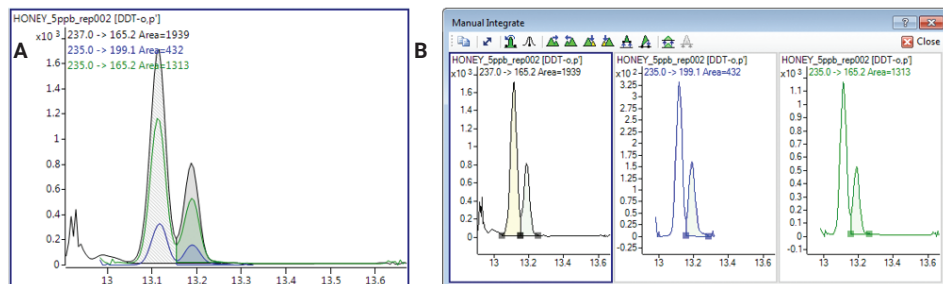 HONEY_5ppb_rep002 [DDT-o,p']
A
x10 3
237.0 -> 165.2 Area=1939
235.0 -> 199.1 Area=432
235.0 -> 165.2 Area=1313
1.6-
1.4-
1.2-
1-
0.8-
0.6-
0.4-
0.2-
0-
13 13.1 13.2 13.3 13.4 13.5 13.6
B
Manual Integrate
Close
HONEY_5ppb_rep002 [DDT-o,p']
x10 3
237.0 -> 165.2 Area=1939
1.6-
1.4-
1.2-
1-
0.8-
0.6-
0.4-
0.2-
0-
13 13.2 13.4 13.6
HONEY_5ppb_rep002 [DDT-o,p']
x10 2
235.0 -> 199.1 Area=432
3.25-
3-
2.75-
2.5-
2.25-
2-
1.75-
1.5-
1.25-
1-
0.75-
0.5-
0.25-
0-
-0.25-
13 13.2 13.4 13.6
HONEY_5ppb_rep002 [DDT-o,p']
x10 3
235.0 -> 165.2 Area=1313
1.1-
1-
0.9-
0.8-
0.7-
0.6-
0.5-
0.4-
0.3-
0.2-
0.1-
0-
-0.1-
13 13.2 13.4 13.6